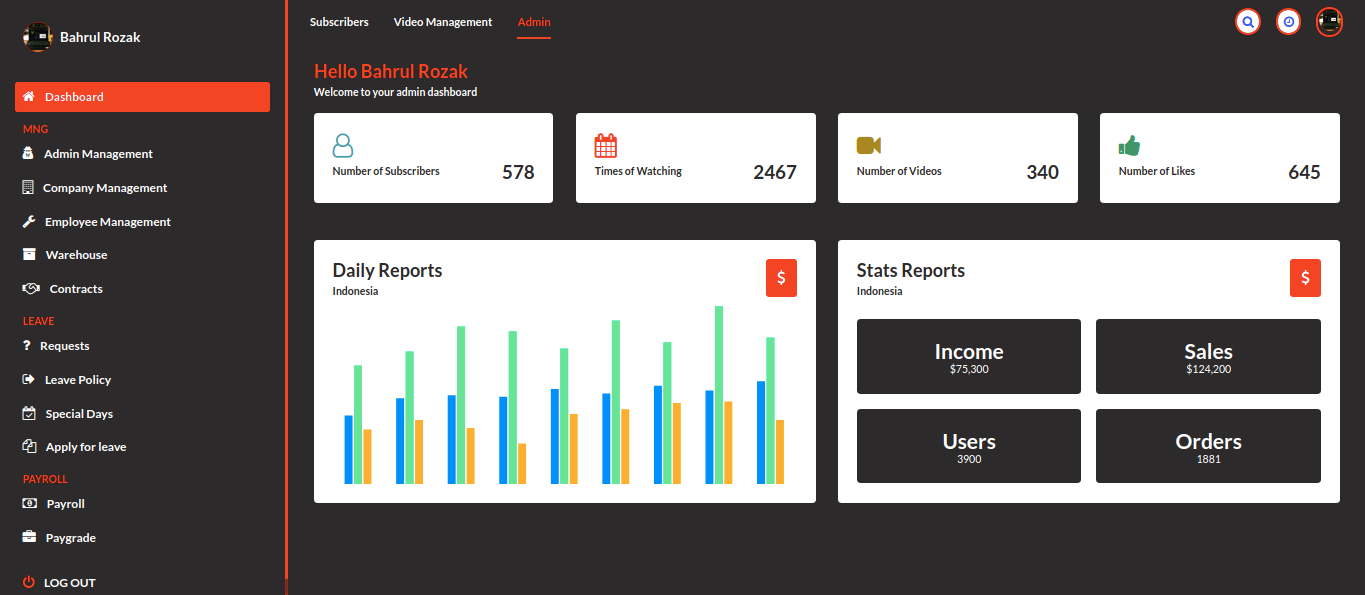 Bahrul Rozak
Dashboard
MNG
Admin Management
Company Management
Employee Management
Warehouse
Contracts
LEAVE
? Requests
Leave Policy
Special Days
Apply for leave
PAYROLL
Payroll
Paygrade
LOG OUT
Subscribers Video Management Admin
Hello Bahrul Rozak
Welcome to your admin dashboard
Number of Subscribers 578
Times of Watching 2467
Number of Videos 340
Number of Likes 645
Daily Reports
Indonesia
$
Stats Reports
Indonesia
$
Income
$75,300
Sales
$124,200
Users
3900
Orders
1881